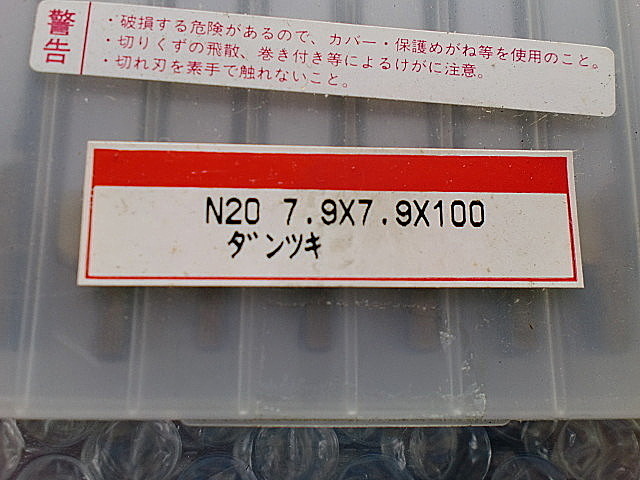 警告
・破損する危険があるので、カバー・保護めがね等を使用のこと。
・切りくずの飛散、巻き付き等によるけがに注意。
・切れ刃を素手で触れないこと。
N20 7.9X7.9X100
ダンツキ